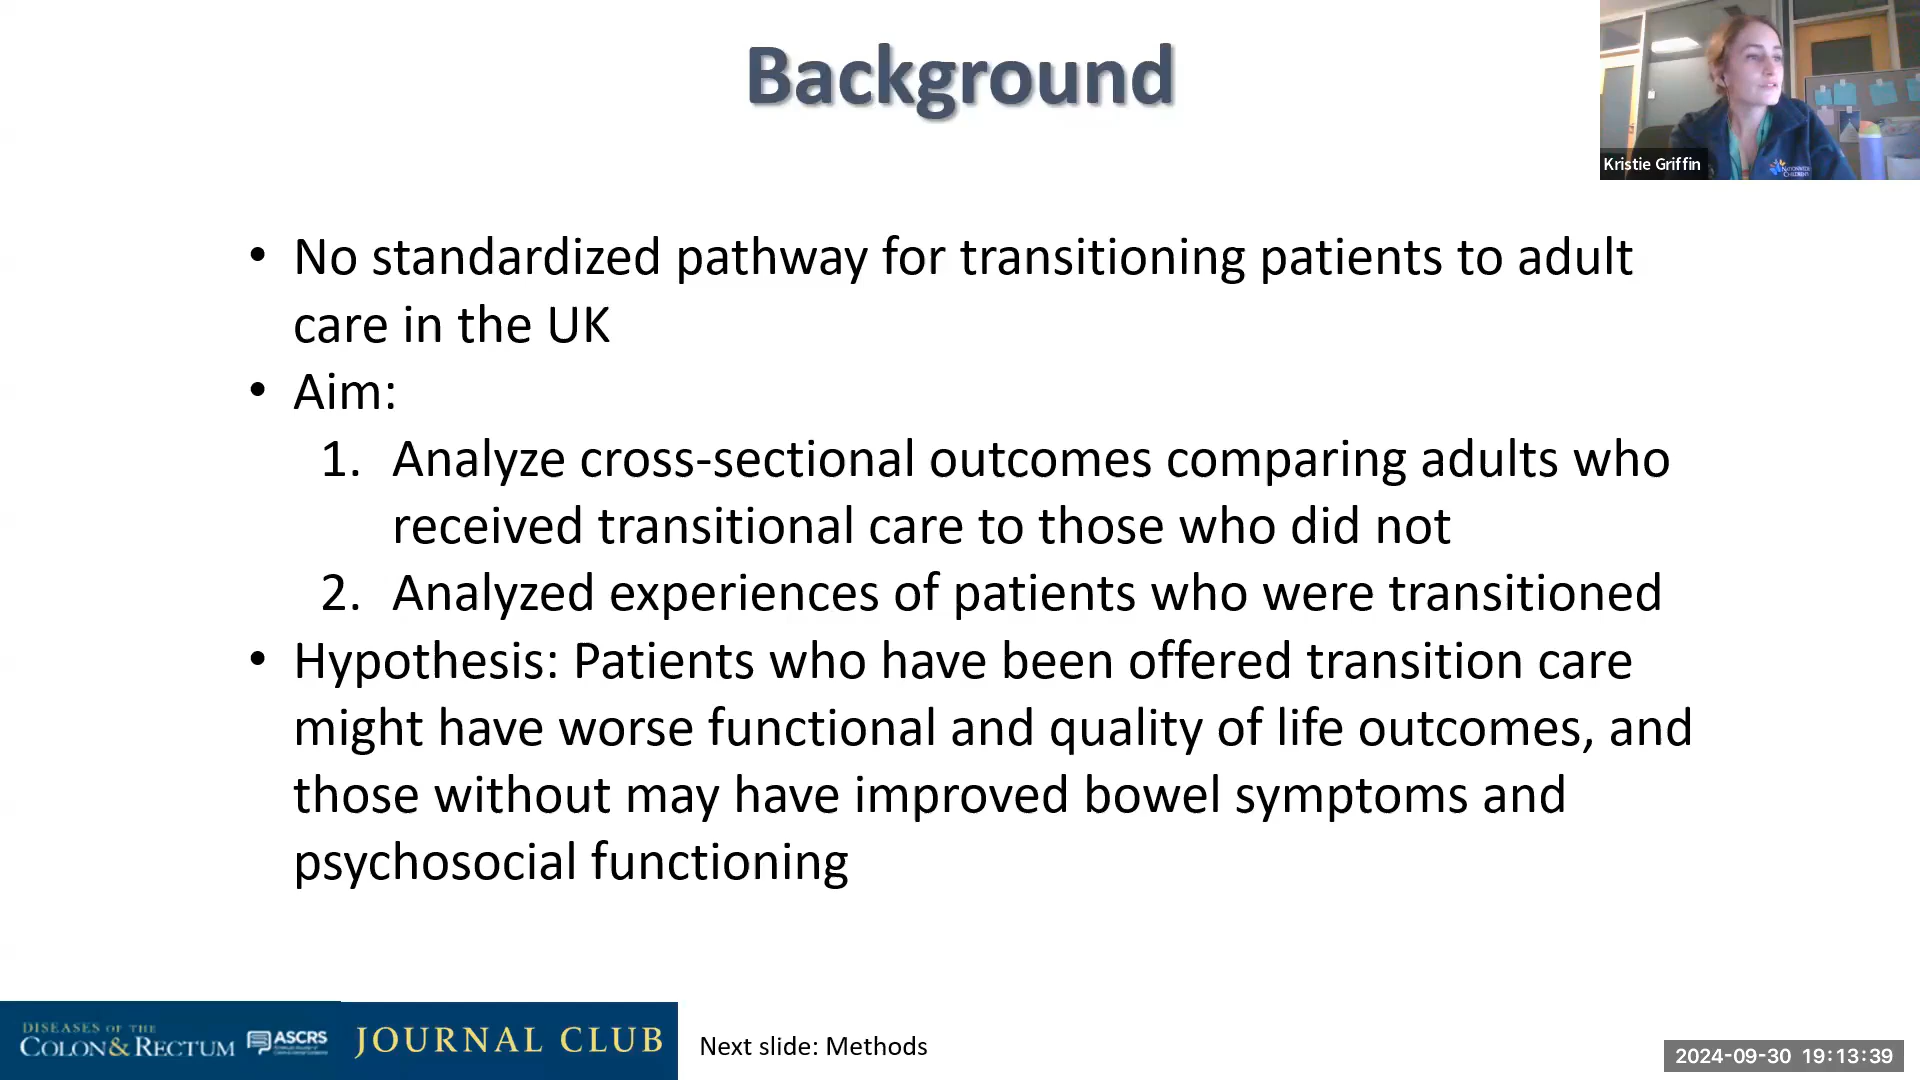 Background
Kristie Griffin
NATIONWIDE
CHILDREN'S
• No standardized pathway for transitioning patients to adult
care in the UK
• Aim:
1. Analyze cross-sectional outcomes comparing adults who
received transitional care to those who did not
2. Analyzed experiences of patients who were transitioned
• Hypothesis: Patients who have been offered transition care
might have worse functional and quality of life outcomes, and
those without may have improved bowel symptoms and
psychosocial functioning
DISEASES OF THE
COLON & RECTUM
ASCRS
JOURNAL CLUB
Next slide: Methods
2024-09-30 19:13:39